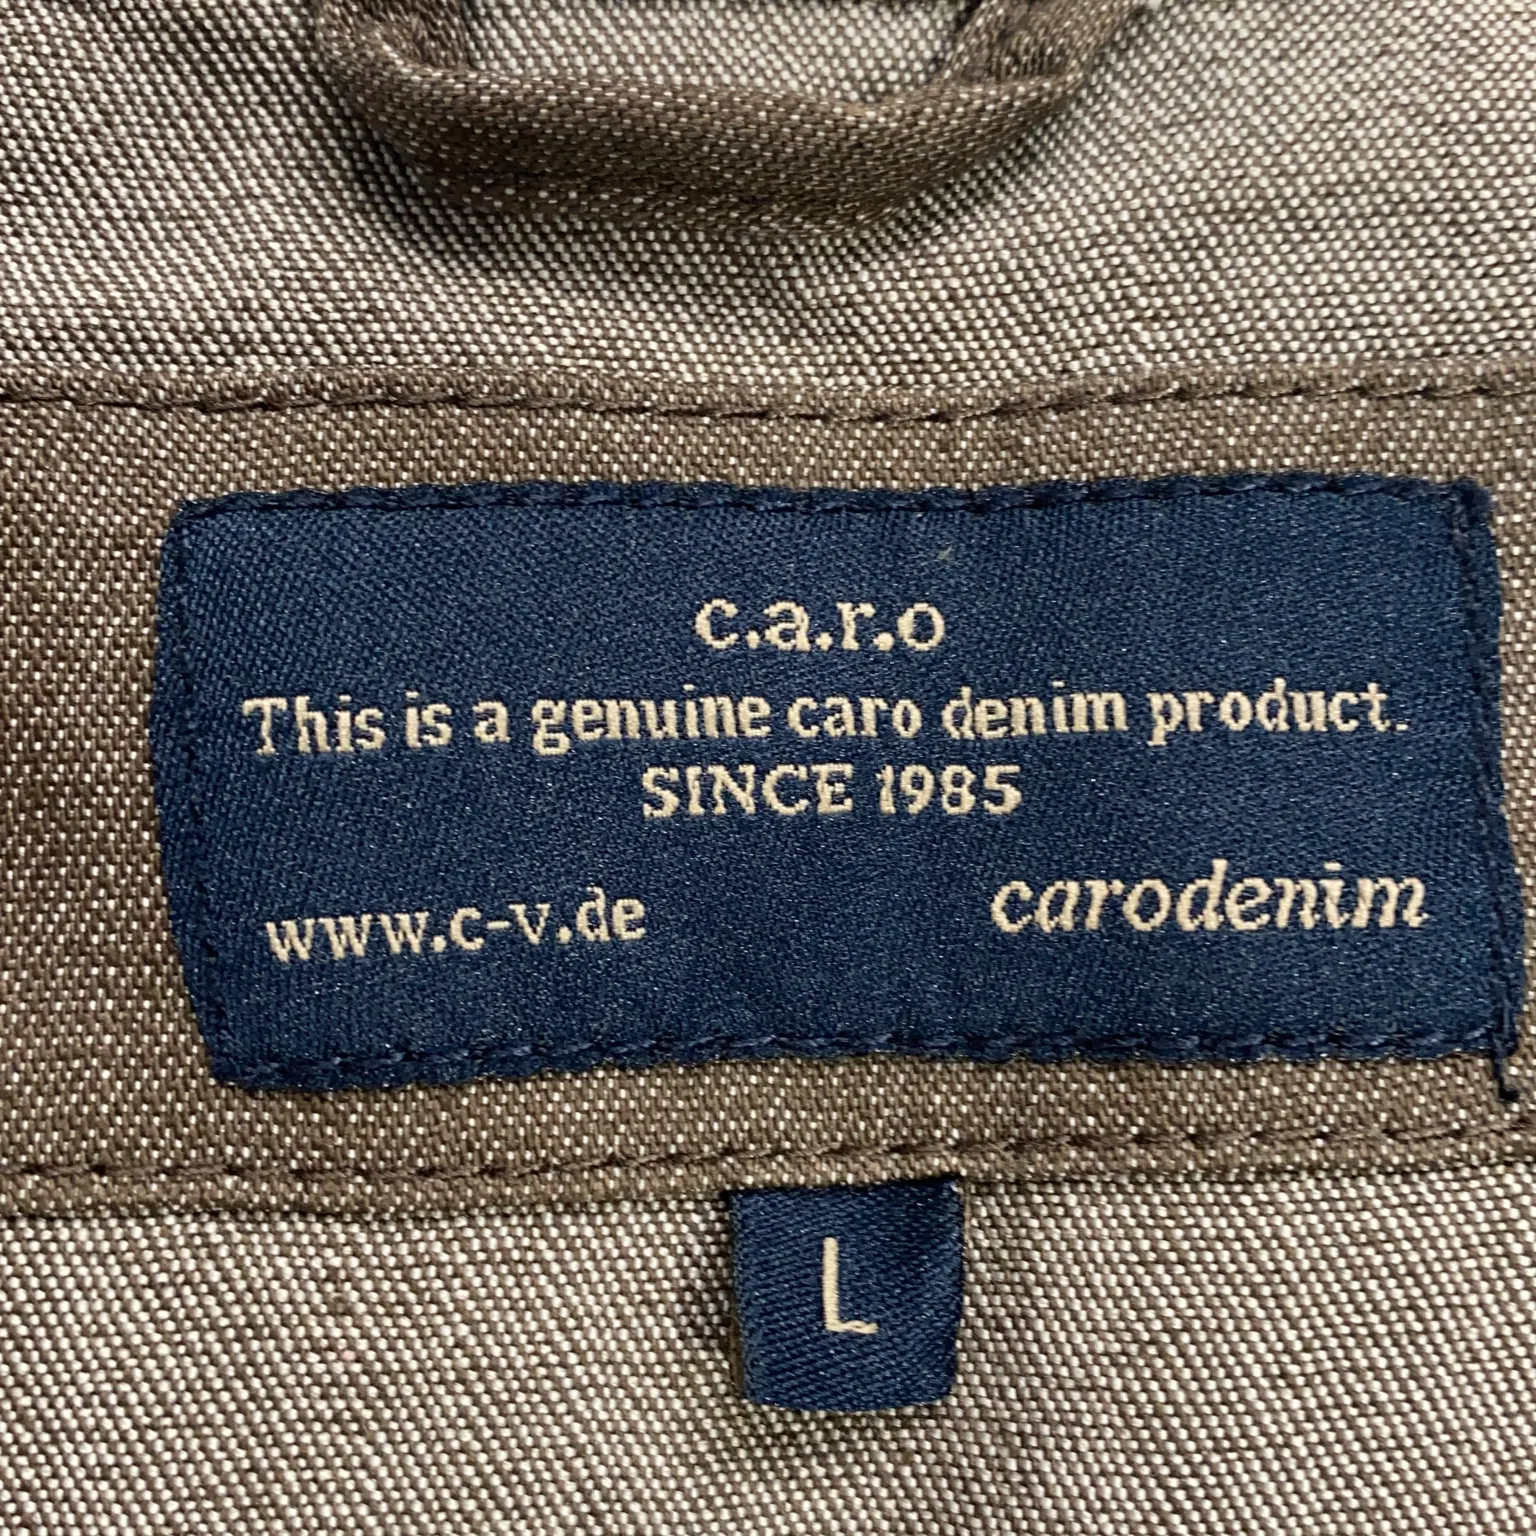 c.a.r.o
This is a genuine caro denim product.
SINCE 1985
www.c-v.de carodenim
L